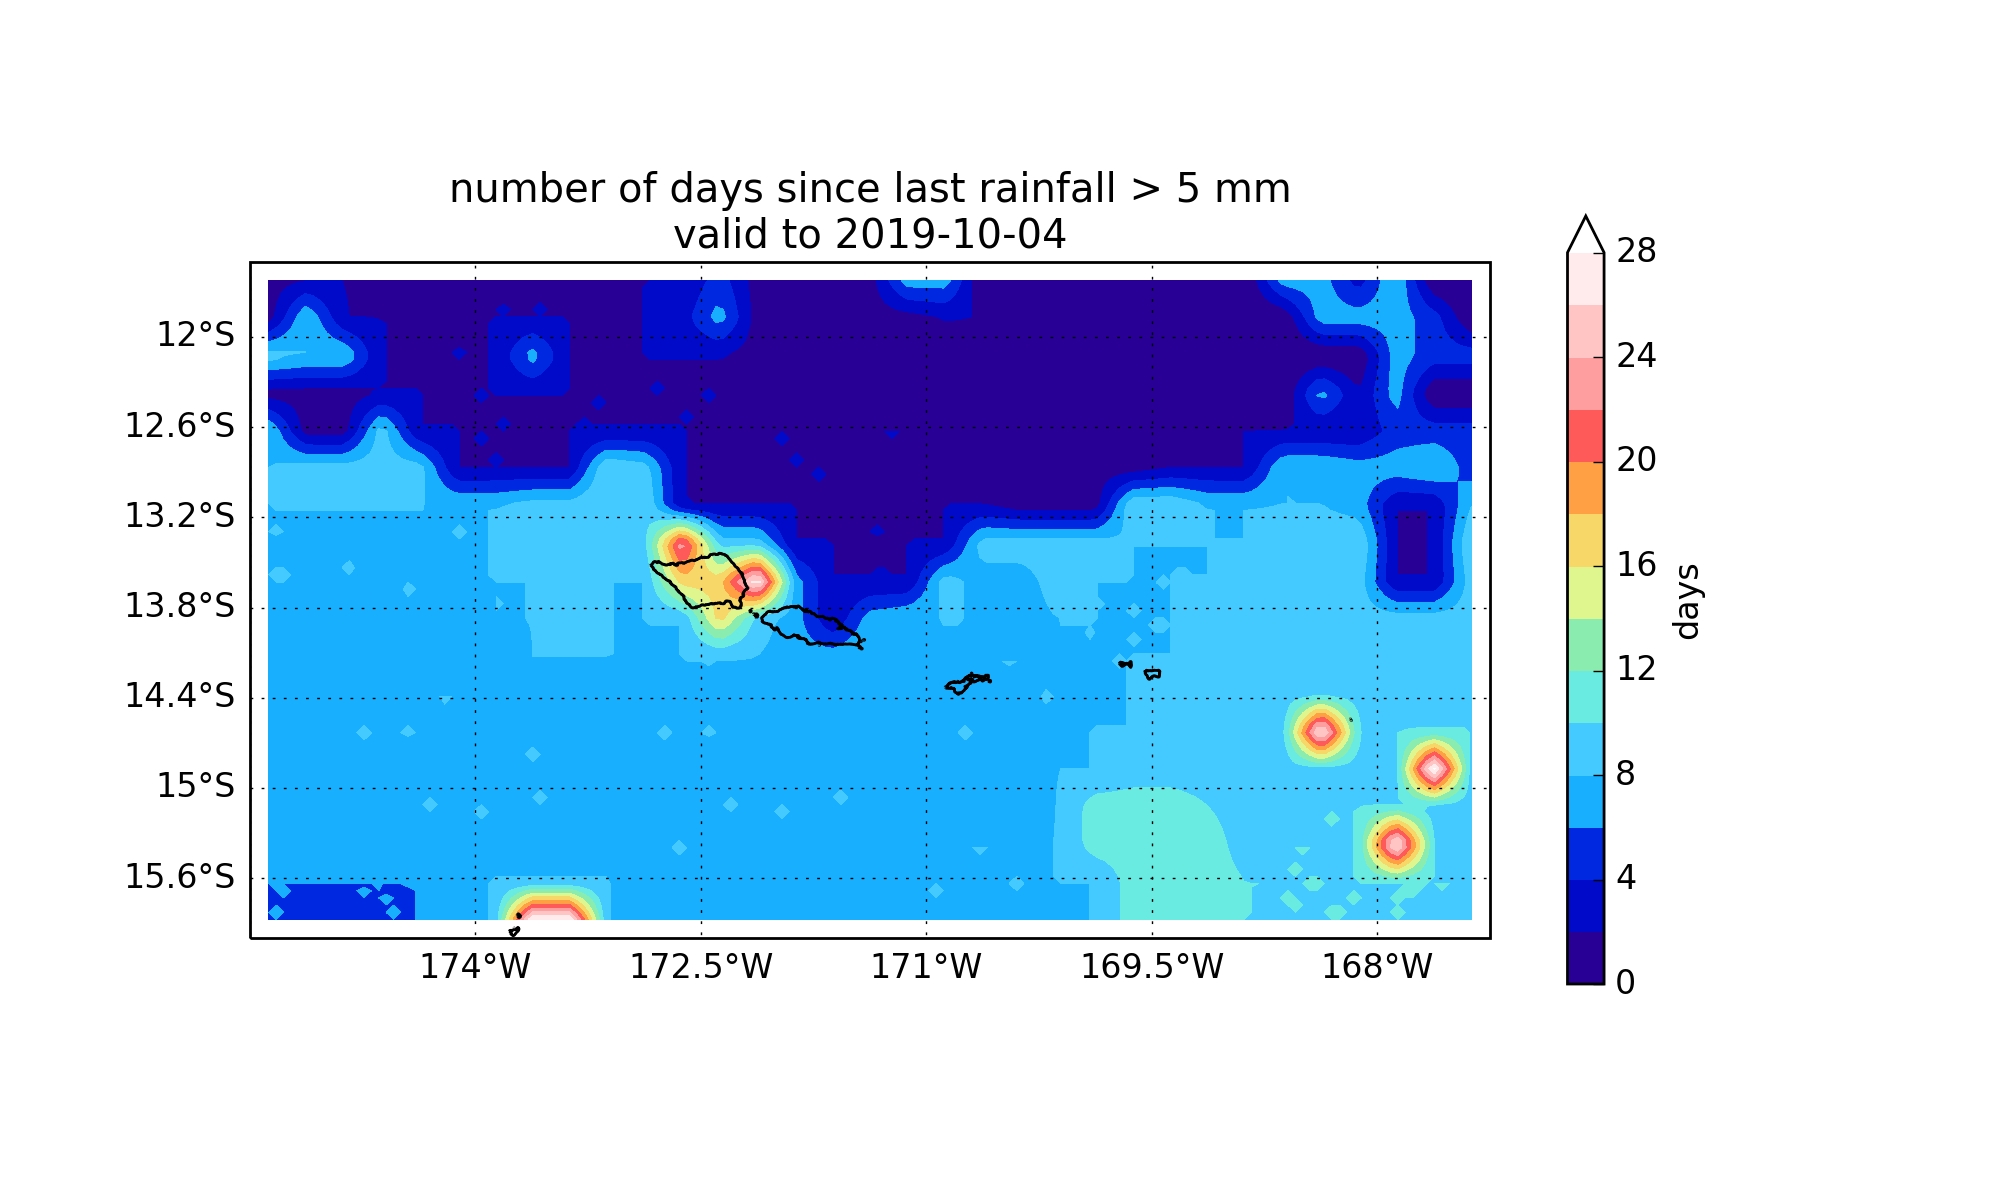 number of days since last rainfall > 5 mm
valid to 2019-10-04
12°S
12.6°S
13.2°S
13.8°S
14.4°S
15°S
15.6°S
174°W 172.5°W 171°W 169.5°W 168°W
28
24
20
16
12
8
4
0
days